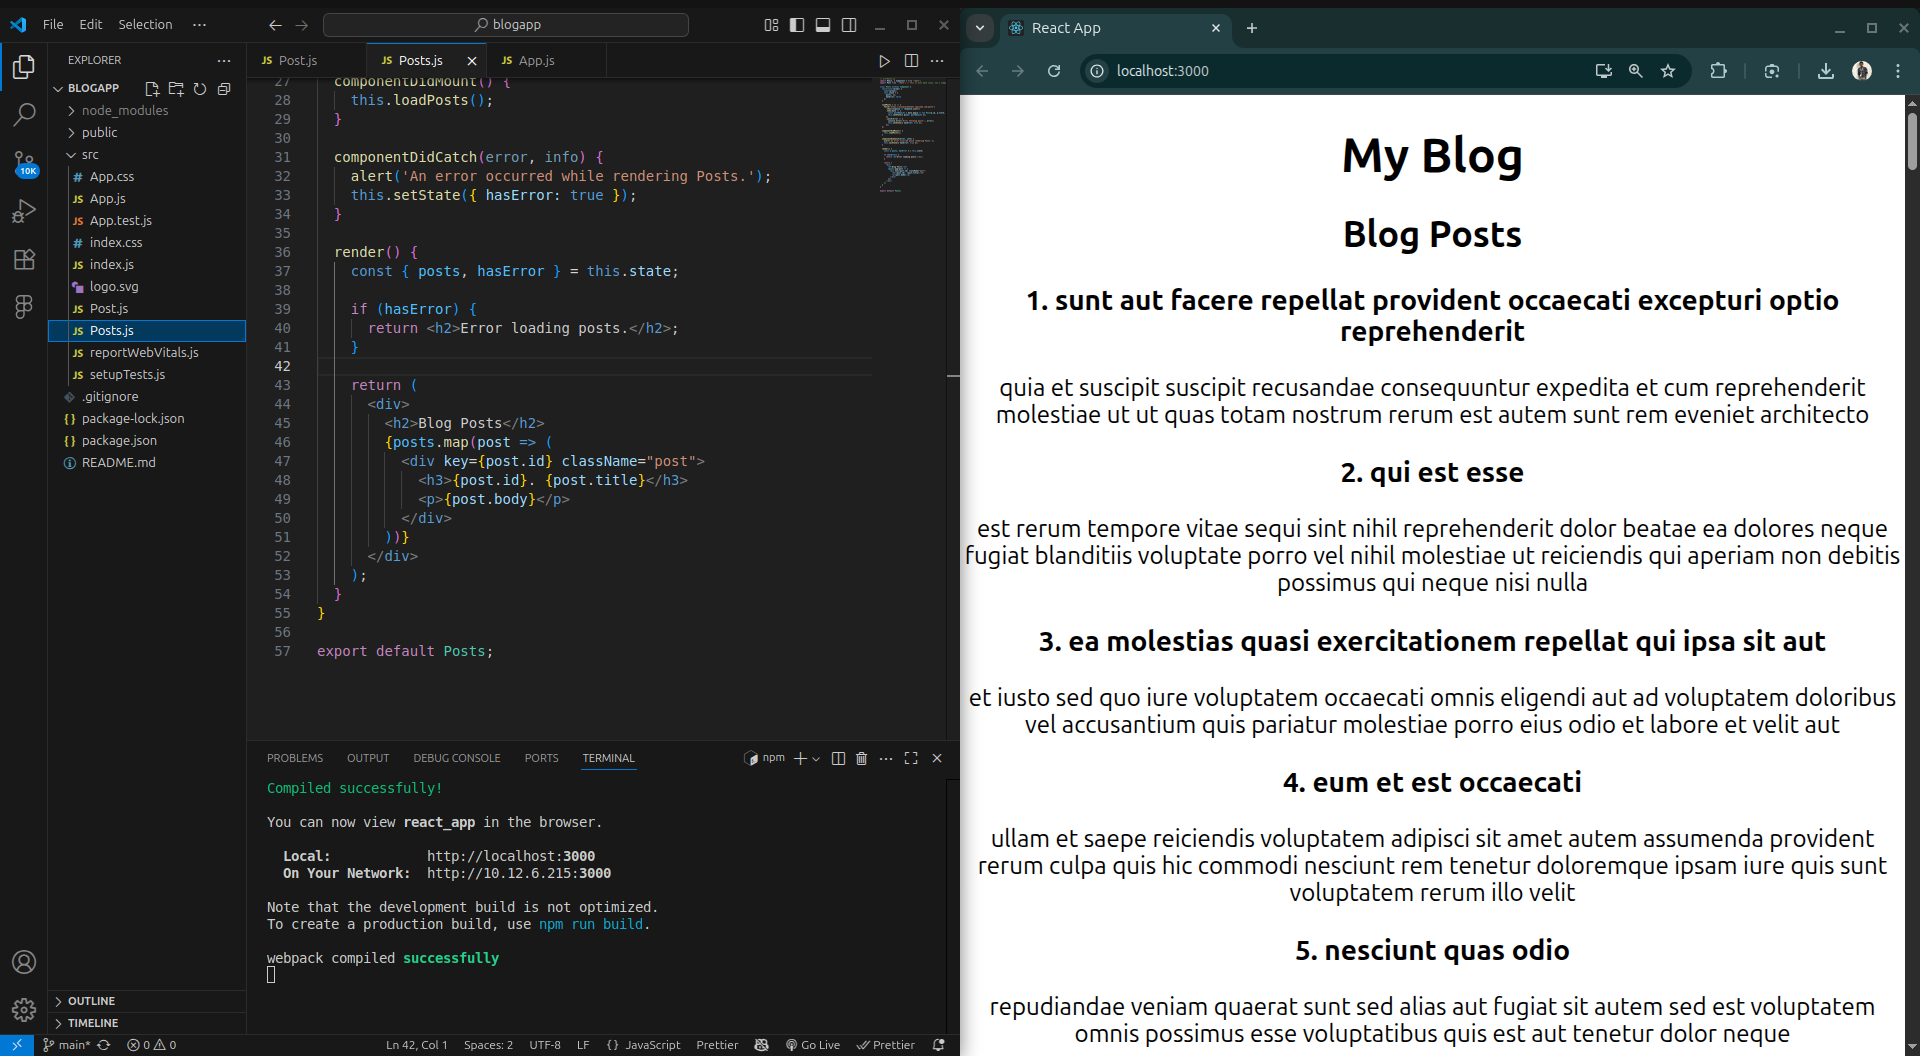 File Edit Selection ···
blogapp
EXPLORER
BLOGAPP
node_modules
public
src
App.css
App.js
App.test.js
index.css
index.js
logo.svg
Post.js
Posts.js
reportWebVitals.js
setupTests.js
.gitignore
package-lock.json
package.json
README.md
10K
OUTLINE
TIMELINE
JS Post.js
JS Posts.js
JS App.js
27 componentDidMount() {
28 this.loadPosts();
29 }
30
31 componentDidCatch(error, info) {
32 alert('An error occurred while rendering Posts.');
33 this.setState({ hasError: true });
34 }
35
36 render() {
37 const { posts, hasError } = this.state;
38
39 if (hasError) {
40 return <h2>Error loading posts.</h2>;
41 }
42
43 return (
44 <div>
45 <h2>Blog Posts</h2>
46 {posts.map(post => (
47 <div key={post.id} className="post">
48 <h3>{post.id}. {post.title}</h3>
49 <p>{post.body}</p>
50 </div>
51 ))}
52 </div>
53 );
54 }
55 }
56
57 export default Posts;
PROBLEMS OUTPUT DEBUG CONSOLE PORTS TERMINAL
npm
Compiled successfully!
You can now view react_app in the browser.
Local: http://localhost:3000
On Your Network: http://10.12.6.215:3000
Note that the development build is not optimized.
To create a production build, use npm run build.
webpack compiled successfully
main* 0 0 Ln 42, Col 1 Spaces: 2 UTF-8 LF {} JavaScript Prettier Go Live Prettier
React App
localhost:3000
My Blog
Blog Posts
1. sunt aut facere repellat provident occaecati excepturi optio
reprehenderit
quia et suscipit suscipit recusandae consequuntur expedita et cum reprehenderit
molestiae ut ut quas totam nostrum rerum est autem sunt rem eveniet architecto
2. qui est esse
est rerum tempore vitae sequi sint nihil reprehenderit dolor beatae ea dolores neque
fugiat blanditiis voluptate porro vel nihil molestiae ut reiciendis qui aperiam non debitis
possimus qui neque nisi nulla
3. ea molestias quasi exercitationem repellat qui ipsa sit aut
et iusto sed quo iure voluptatem occaecati omnis eligendi aut ad voluptatem doloribus
vel accusantium quis pariatur molestiae porro eius odio et labore et velit aut
4. eum et est occaecati
ullam et saepe reiciendis voluptatem adipisci sit amet autem assumenda provident
rerum culpa quis hic commodi nesciunt rem tenetur doloremque ipsam iure quis sunt
voluptatem rerum illo velit
5. nesciunt quas odio
repudiandae veniam quaerat sunt sed alias aut fugiat sit autem sed est voluptatem
omnis possimus esse voluptatibus quis est aut tenetur dolor neque